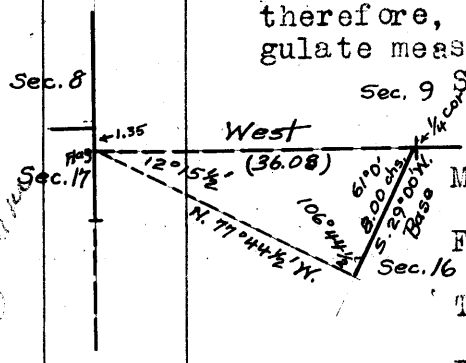 therefore,
gulate meas
Sec. 8
Sec. 9
S
1/4 cor
1.35
West
Flag
12°15½'
(36.08)
Sec. 17
61°0'
8.00 chs.
S. 29°00' W.
Base
M
106°44½'
N. 77°44½' W.
F
Sec. 16
T